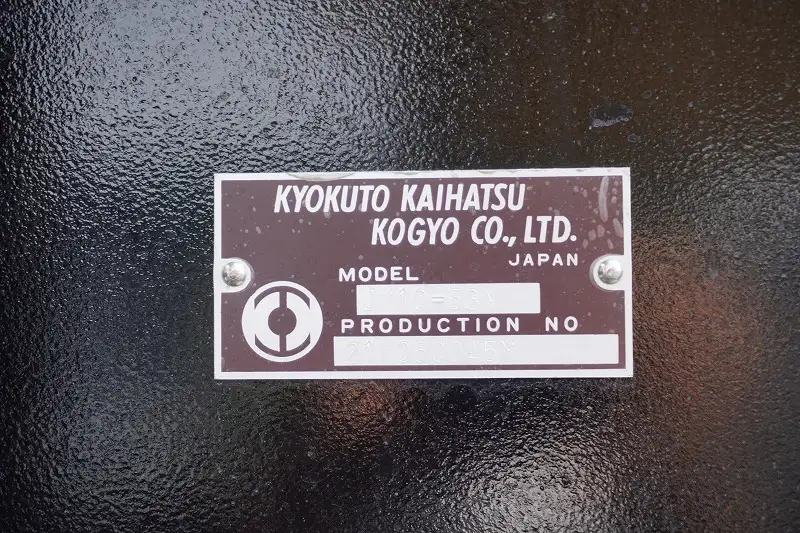 KYOKUTO KAIHATSU
KOGYO CO., LTD.
JAPAN
MODEL
PRODUCTION NO